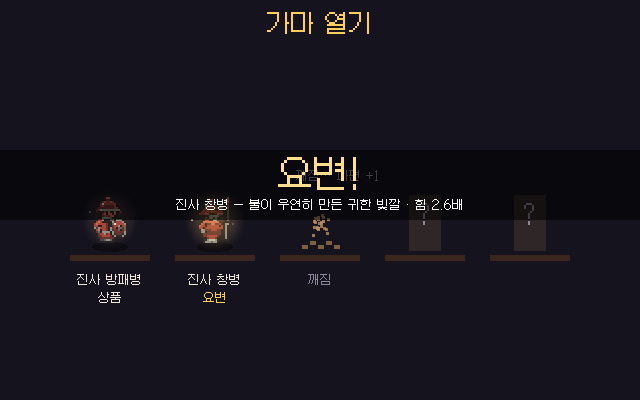 가마 열기
요변!
+1
진사 창병 — 불이 우연히 만든 귀한 빛깔 · 힘 2.6배
?
?
진사 방패병
상품
진사 창병
요변
깨짐